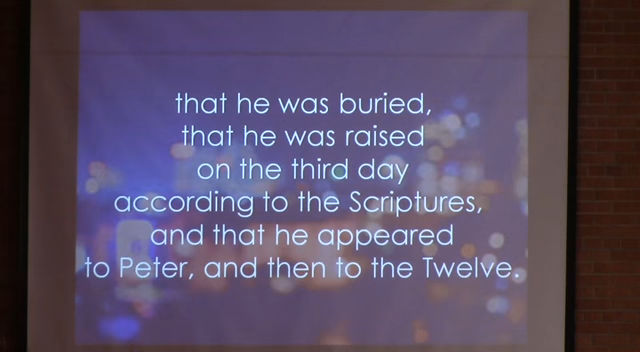 that he was buried,
that he was raised
on the third day
according to the Scriptures,
and that he appeared
to Peter, and then to the Twelve.